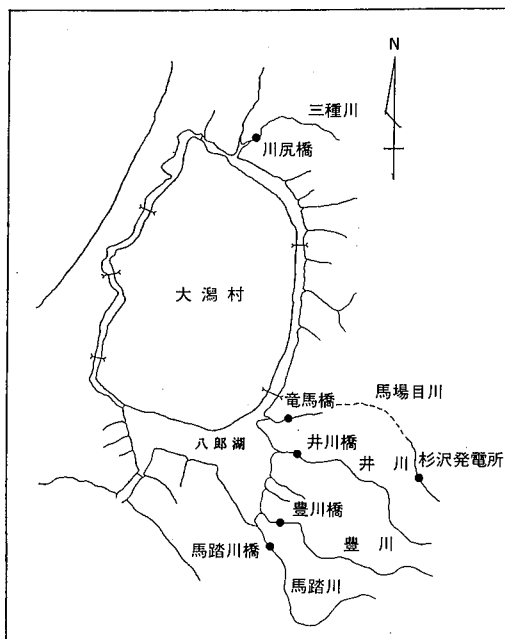 N
三種川
川尻橋
大潟村
竜馬橋
馬場目川
八郎湖
井川橋
井川
杉沢発電所
豊川橋
豊川
馬踏川橋
馬踏川